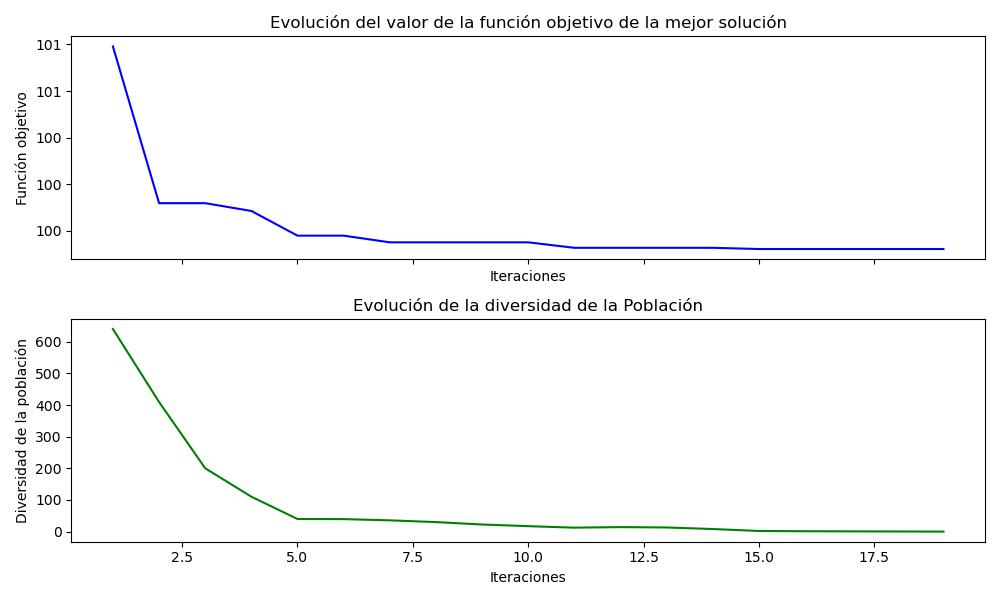 Evolución del valor de la función objetivo de la mejor solución
101
101
100
100
100
Función objetivo
Iteraciones
Evolución de la diversidad de la Población
600
500
400
300
200
100
0
Diversidad de la población
2.5 5.0 7.5 10.0 12.5 15.0 17.5
Iteraciones